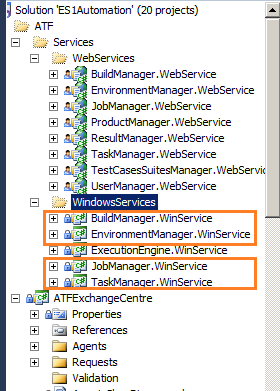 Solution 'ES1Automation' (20 projects)
ATF
Services
WebServices
BuildManager.WebService
EnvironmentManager.WebService
JobManager.WebService
ProductManager.WebService
ResultManager.WebService
TaskManager.WebService
TestCasesSuitesManager.WebServic
UserManager.WebService
WindowsServices
BuildManager.WinService
EnvironmentManager.WinService
ExecutionEngine.WinService
JobManager.WinService
TaskManager.WinService
ATFExchangeCentre
Properties
References
Agents
Requests
Validation